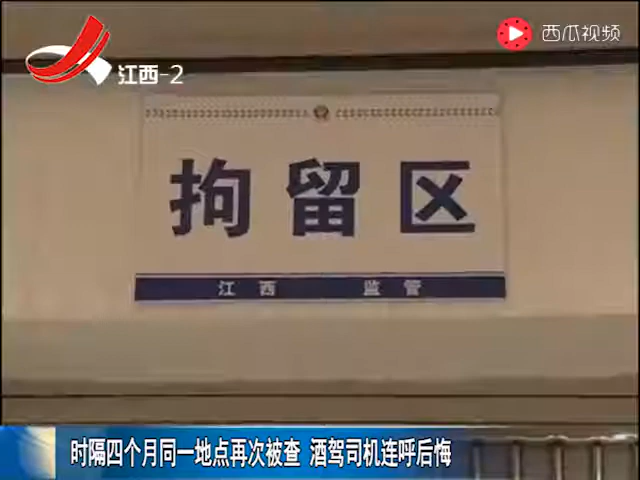 江西-2
西瓜视频
拘留区
江西 监管
时隔四个月同一地点再次被查 酒驾司机连呼后悔